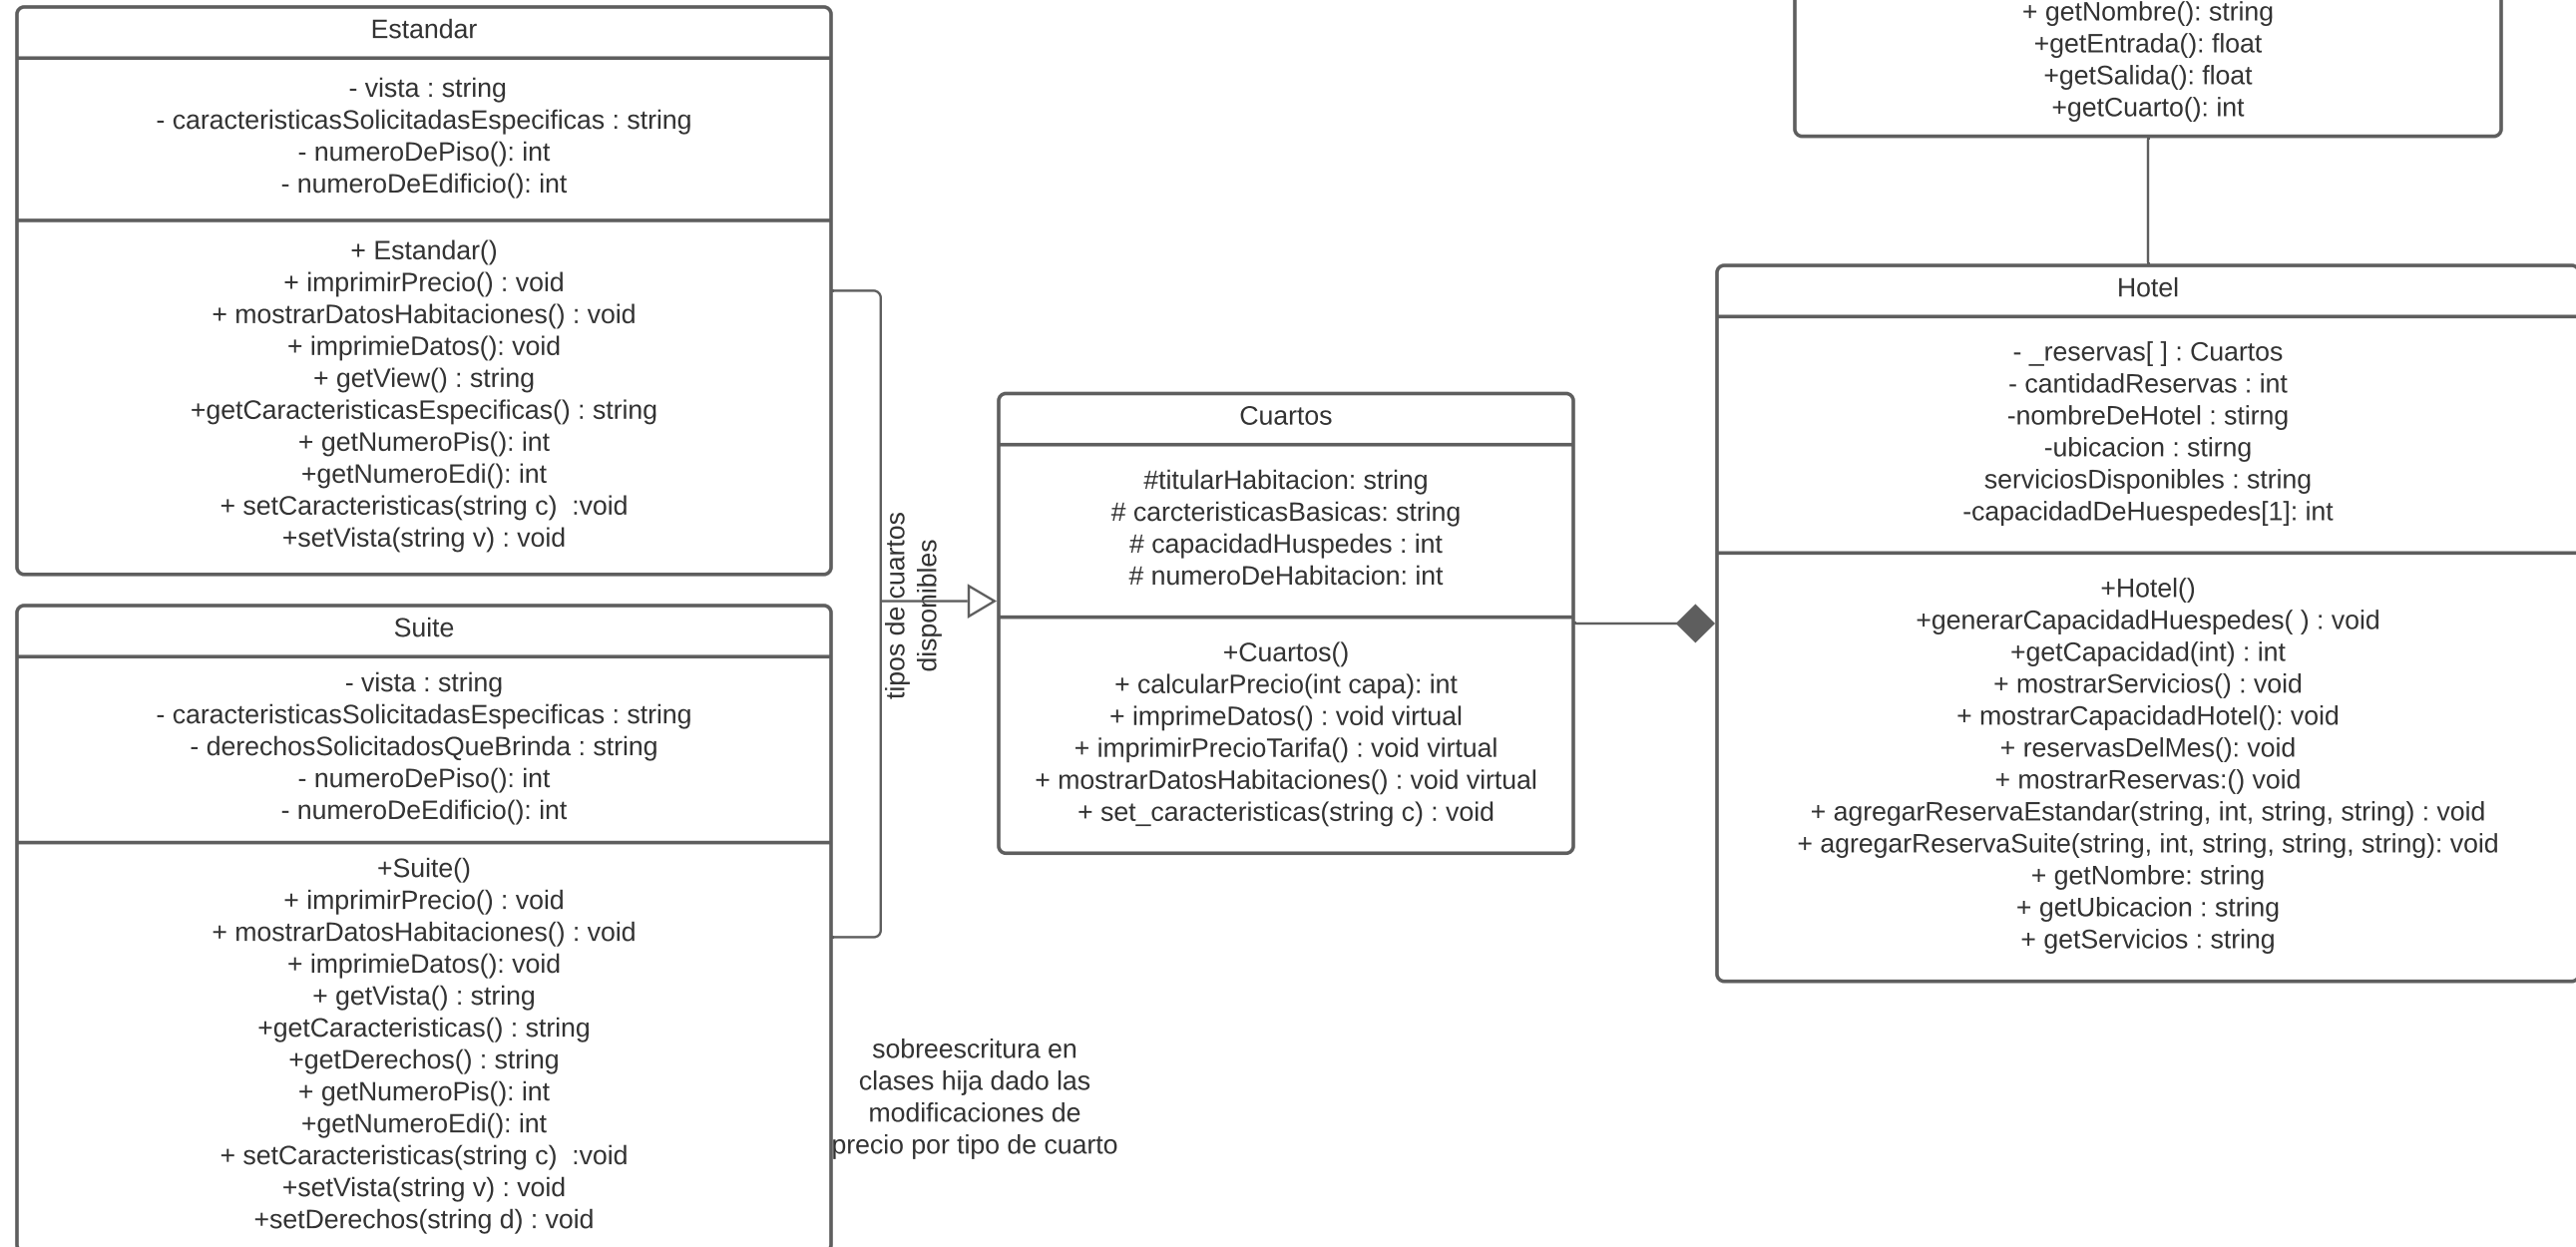 Estandar
- vista : string
- caracteristicasSolicitadasEspecificas : string
- numeroDePiso(): int
- numeroDeEdificio(): int
+ Estandar()
+ imprimirPrecio() : void
+ mostrarDatosHabitaciones() : void
+ imprimieDatos(): void
+ getView() : string
+getCaracteristicasEspecificas() : string
+ getNumeroPis(): int
+getNumeroEdi(): int
+ setCaracteristicas(string c)  :void
+setVista(string v) : void
Suite
- vista : string
- caracteristicasSolicitadasEspecificas : string
- derechosSolicitadosQueBrinda : string
- numeroDePiso(): int
- numeroDeEdificio(): int
+Suite()
+ imprimirPrecio() : void
+ mostrarDatosHabitaciones() : void
+ imprimieDatos(): void
+ getVista() : string
+getCaracteristicas() : string
+getDerechos() : string
+ getNumeroPis(): int
+getNumeroEdi(): int
+ setCaracteristicas(string c)  :void
+setVista(string v) : void
+setDerechos(string d) : void
tipos de cuartos
disponibles
sobreescritura en
clases hija dado las
modificaciones de
precio por tipo de cuarto
Cuartos
#titularHabitacion: string
# carcteristicasBasicas: string
# capacidadHuspedes : int
# numeroDeHabitacion: int
+Cuartos()
+ calcularPrecio(int capa): int
+ imprimeDatos() : void virtual
+ imprimirPrecioTarifa() : void virtual
+ mostrarDatosHabitaciones() : void virtual
+ set_caracteristicas(string c) : void
+ getNombre(): string
+getEntrada(): float
+getSalida(): float
+getCuarto(): int
Hotel
- _reservas[ ] : Cuartos
- cantidadReservas : int
-nombreDeHotel : stirng
-ubicacion : stirng
serviciosDisponibles : string
-capacidadDeHuespedes[1]: int
+Hotel()
+generarCapacidadHuespedes( ) : void
+getCapacidad(int) : int
+ mostrarServicios() : void
+ mostrarCapacidadHotel(): void
+ reservasDelMes(): void
+ mostrarReservas:() void
+ agregarReservaEstandar(string, int, string, string) : void
+ agregarReservaSuite(string, int, string, string, string): void
+ getNombre: string
+ getUbicacion : string
+ getServicios : string